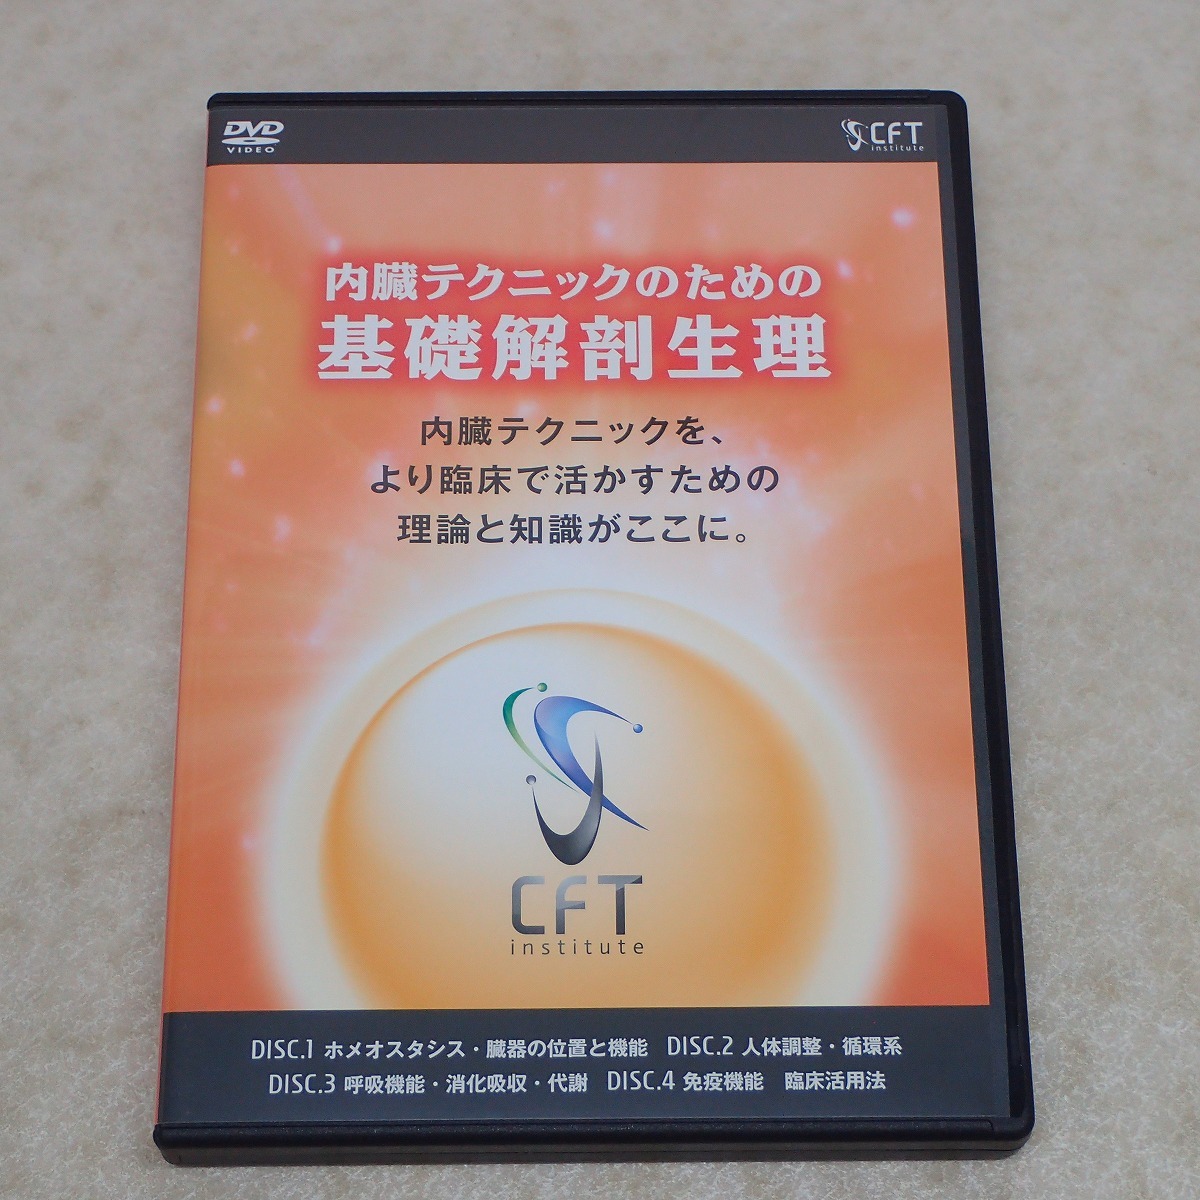 DVD
VIDEO
CFT
institute
内臓テクニックのための
基礎解剖生理
内臓テクニックを、
より臨床で活かすための
理論と知識がここに。
CFT
institute
DISC.1 ホメオスタシス・臓器の位置と機能 DISC.2 人体調整・循環系
DISC.3 呼吸機能・消化吸収・代謝 DISC.4 免疫機能 臨床活用法